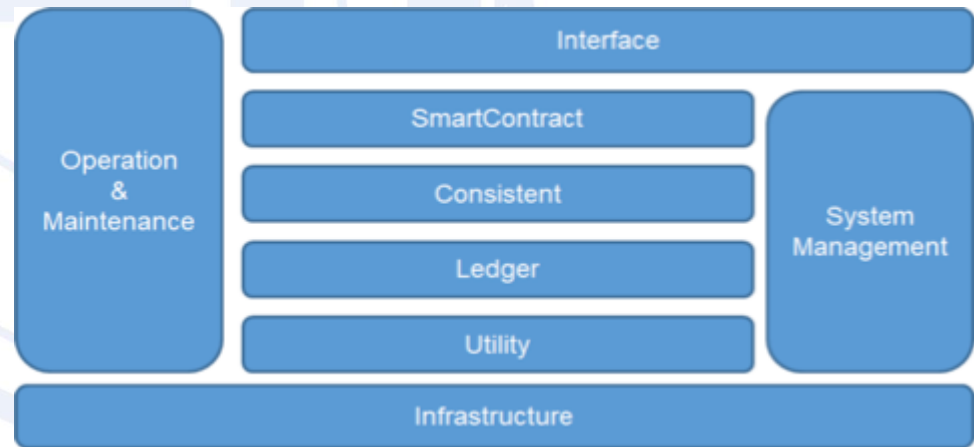 Interface
SmartContract
Operation
&
Maintenance
Consistent
System
Management
Ledger
Utility
Infrastructure